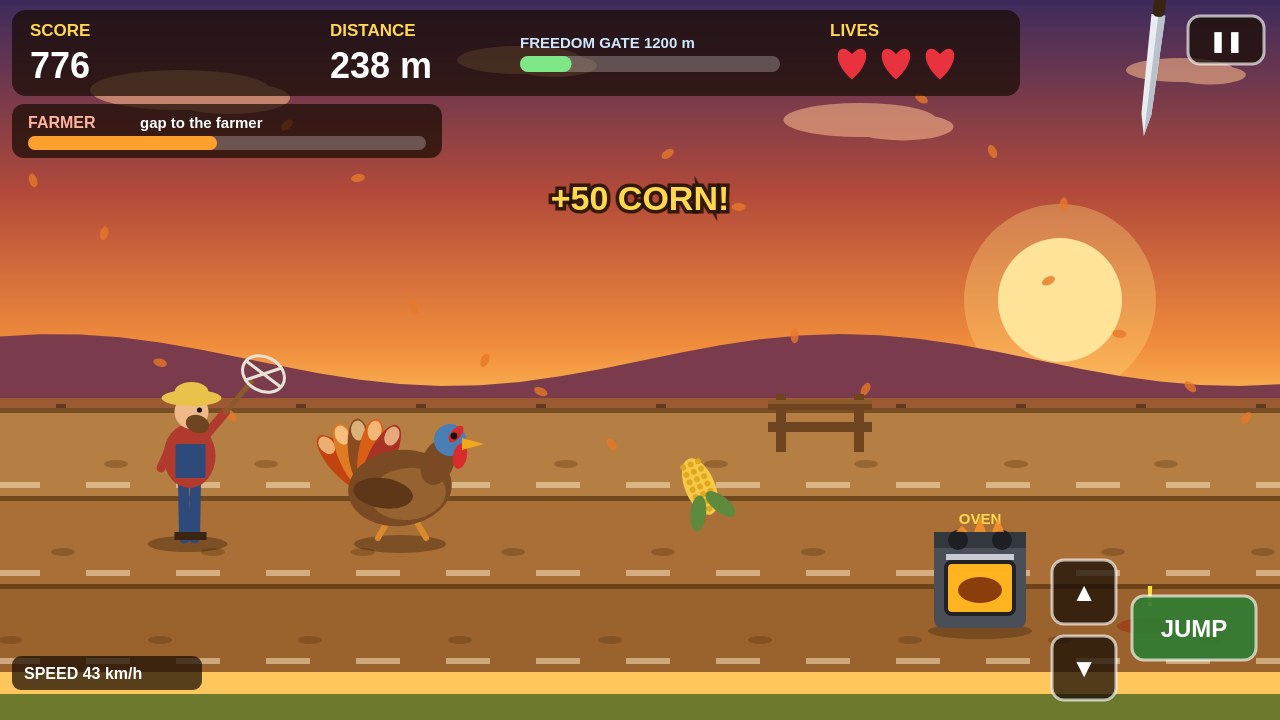 SCORE
776
DISTANCE
238 m
FREEDOM GATE 1200 m
LIVES
FARMER gap to the farmer
+50 CORN!
OVEN
!
▲
JUMP
▼
SPEED 43 km/h